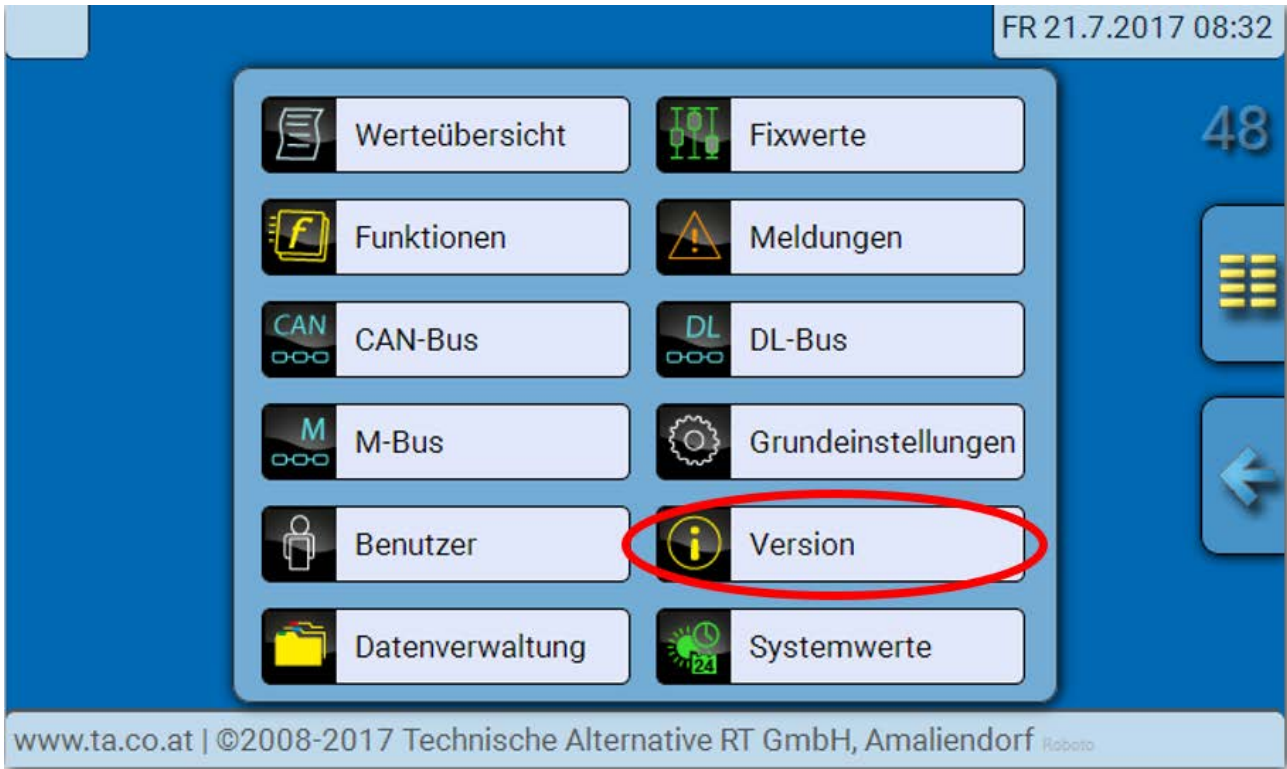 FR 21.7.2017 08:32
48
Werteübersicht
Fixwerte
Funktionen
Meldungen
CAN
CAN-Bus
DL
DL-Bus
M
M-Bus
Grundeinstellungen
Benutzer
i
Version
Datenverwaltung
24
Systemwerte
www.ta.co.at | ©2008-2017 Technische Alternative RT GmbH, Amaliendorf Roboto